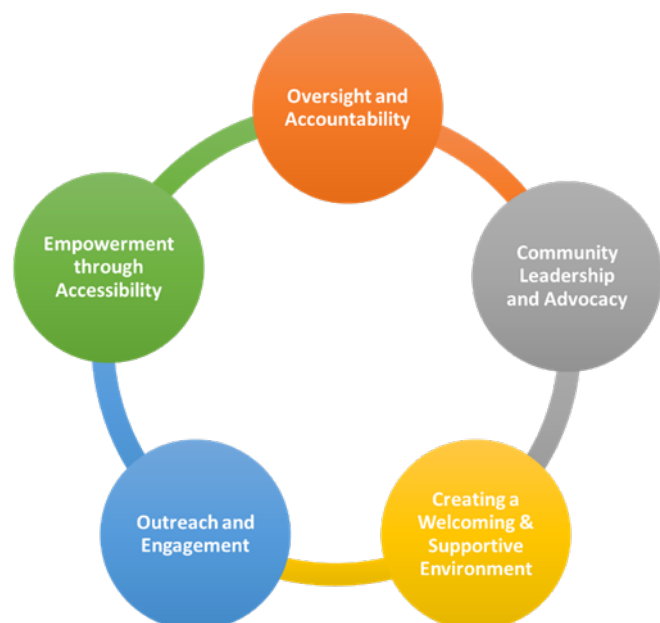 Oversight and
Accountability
Community
Leadership
and Advocacy
Creating a
Welcoming &
Supportive
Environment
Outreach and
Engagement
Empowerment
through
Accessibility